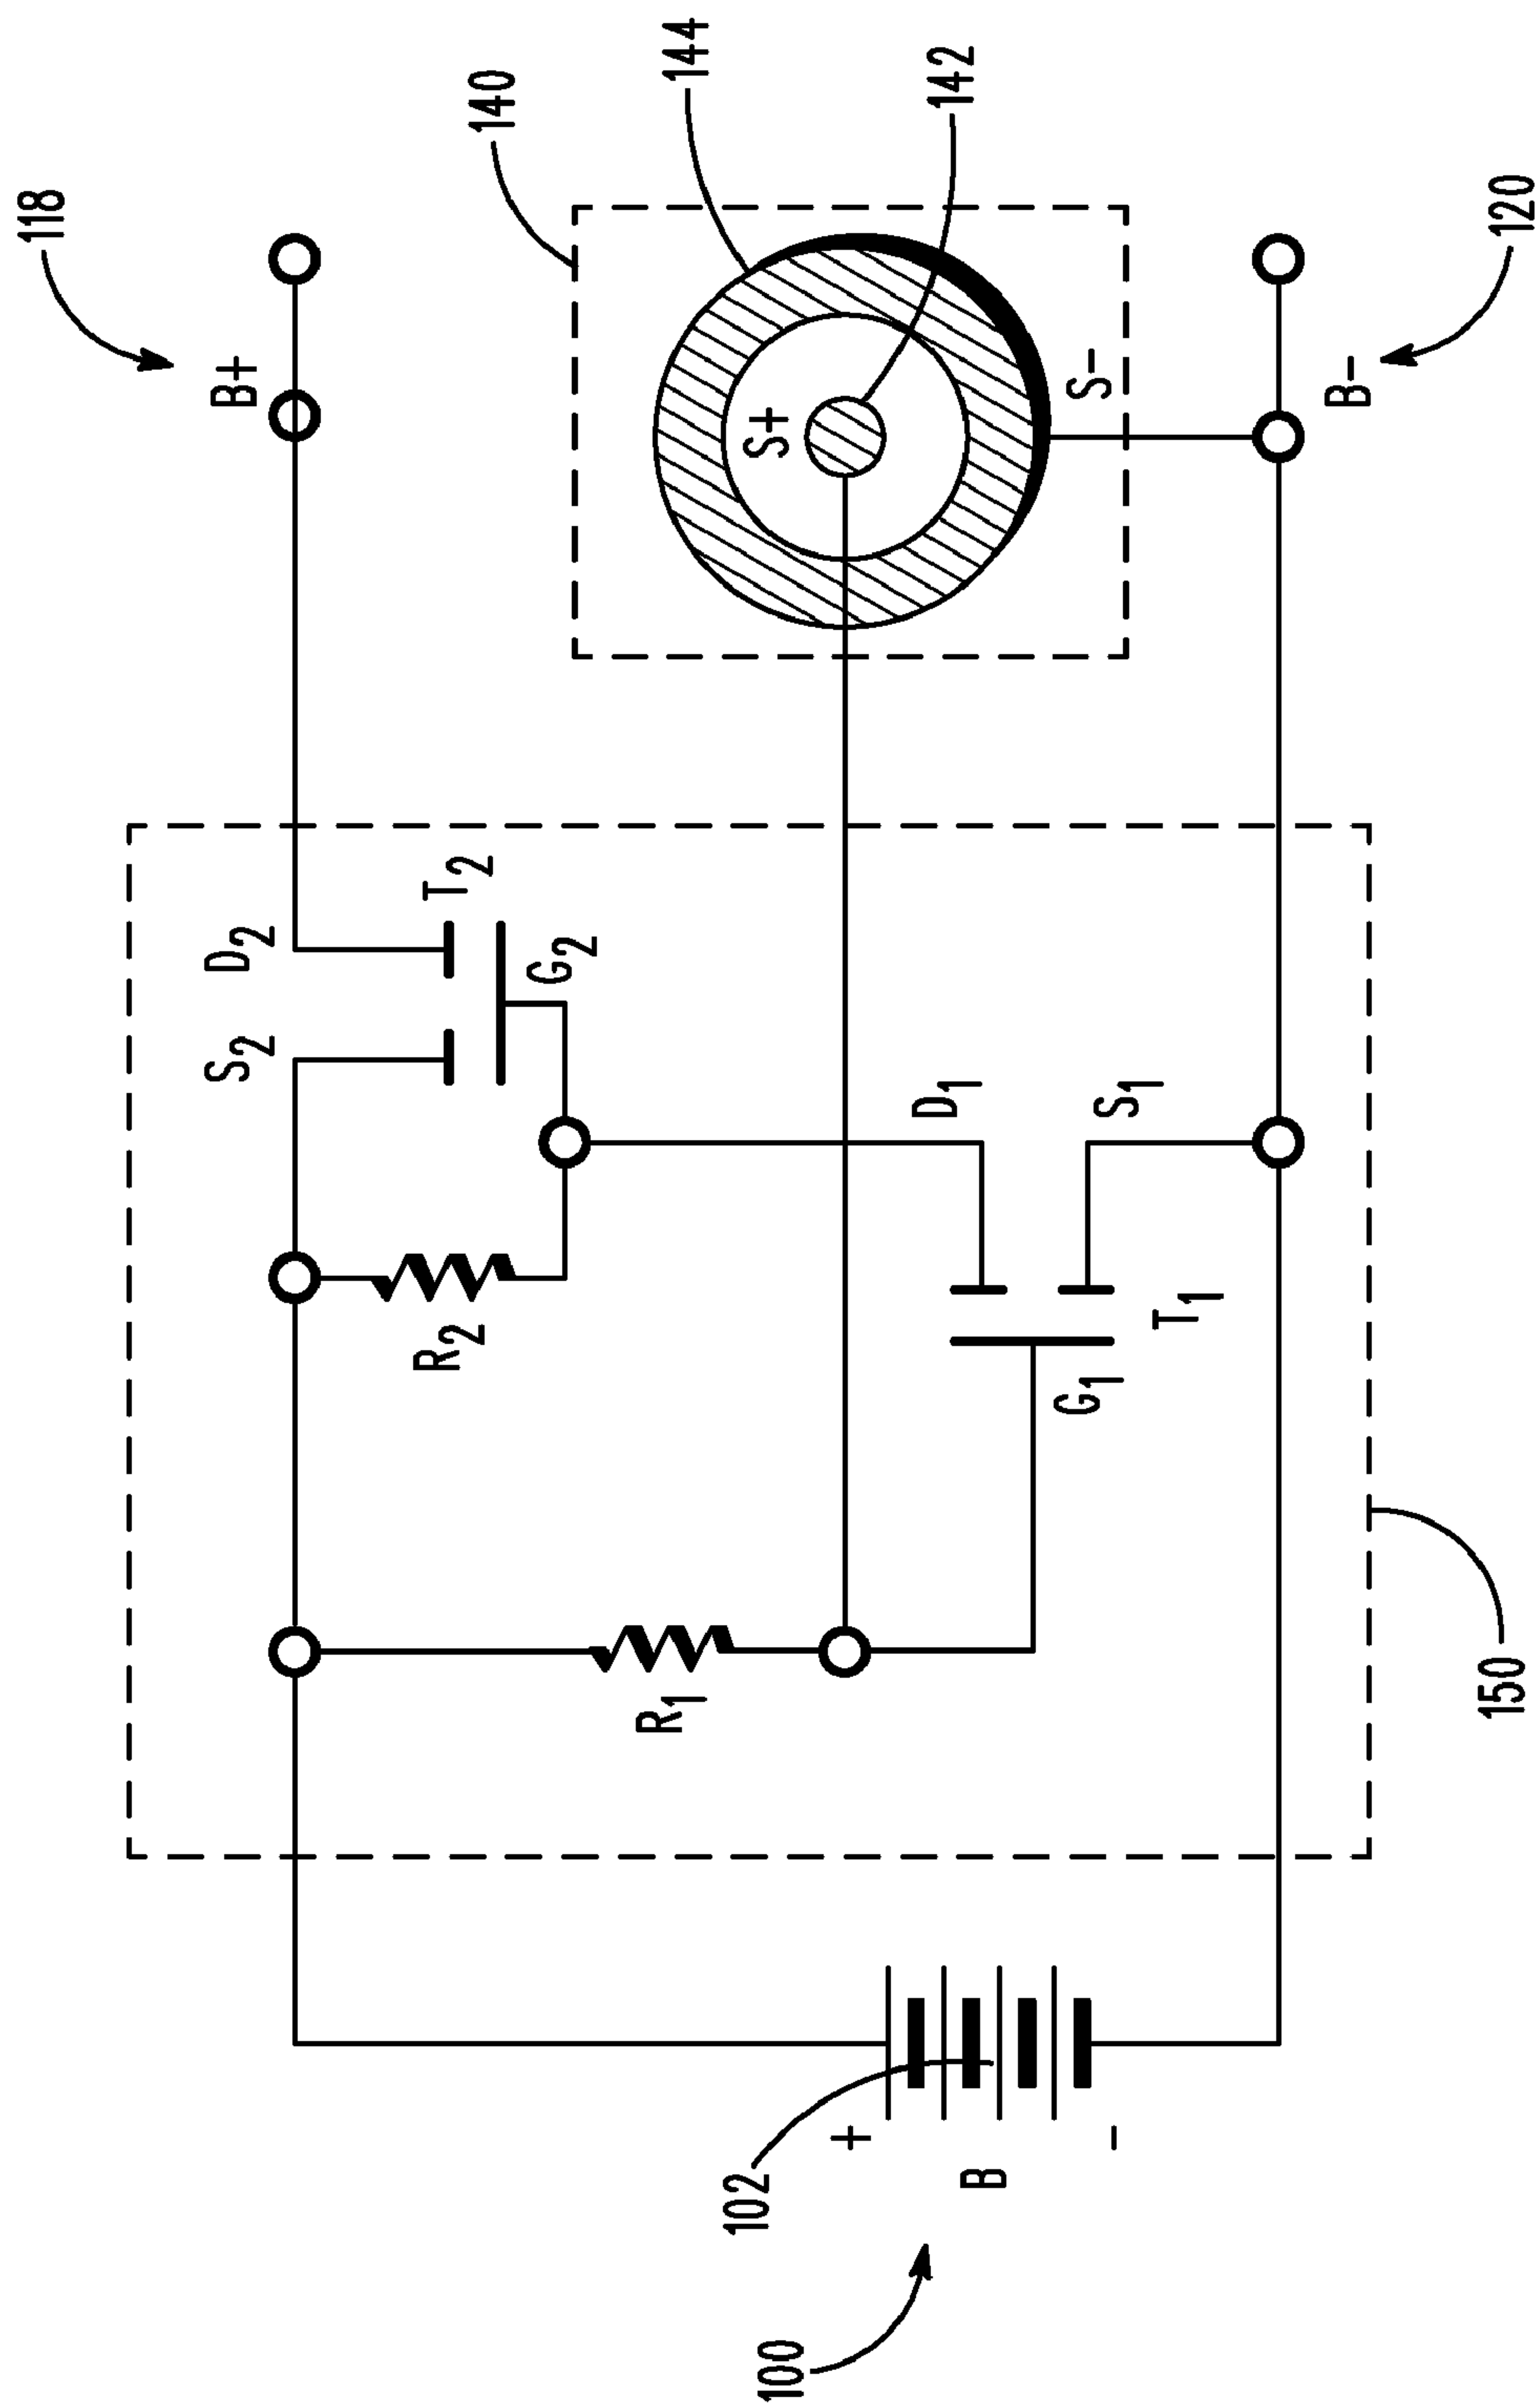 118
B+
140
144
142
S+
S-
B-
120
D₂
S₂
T₂
G₂
R₂
D₁
S₁
T₁
G₁
R₁
150
102
+
B
-
100